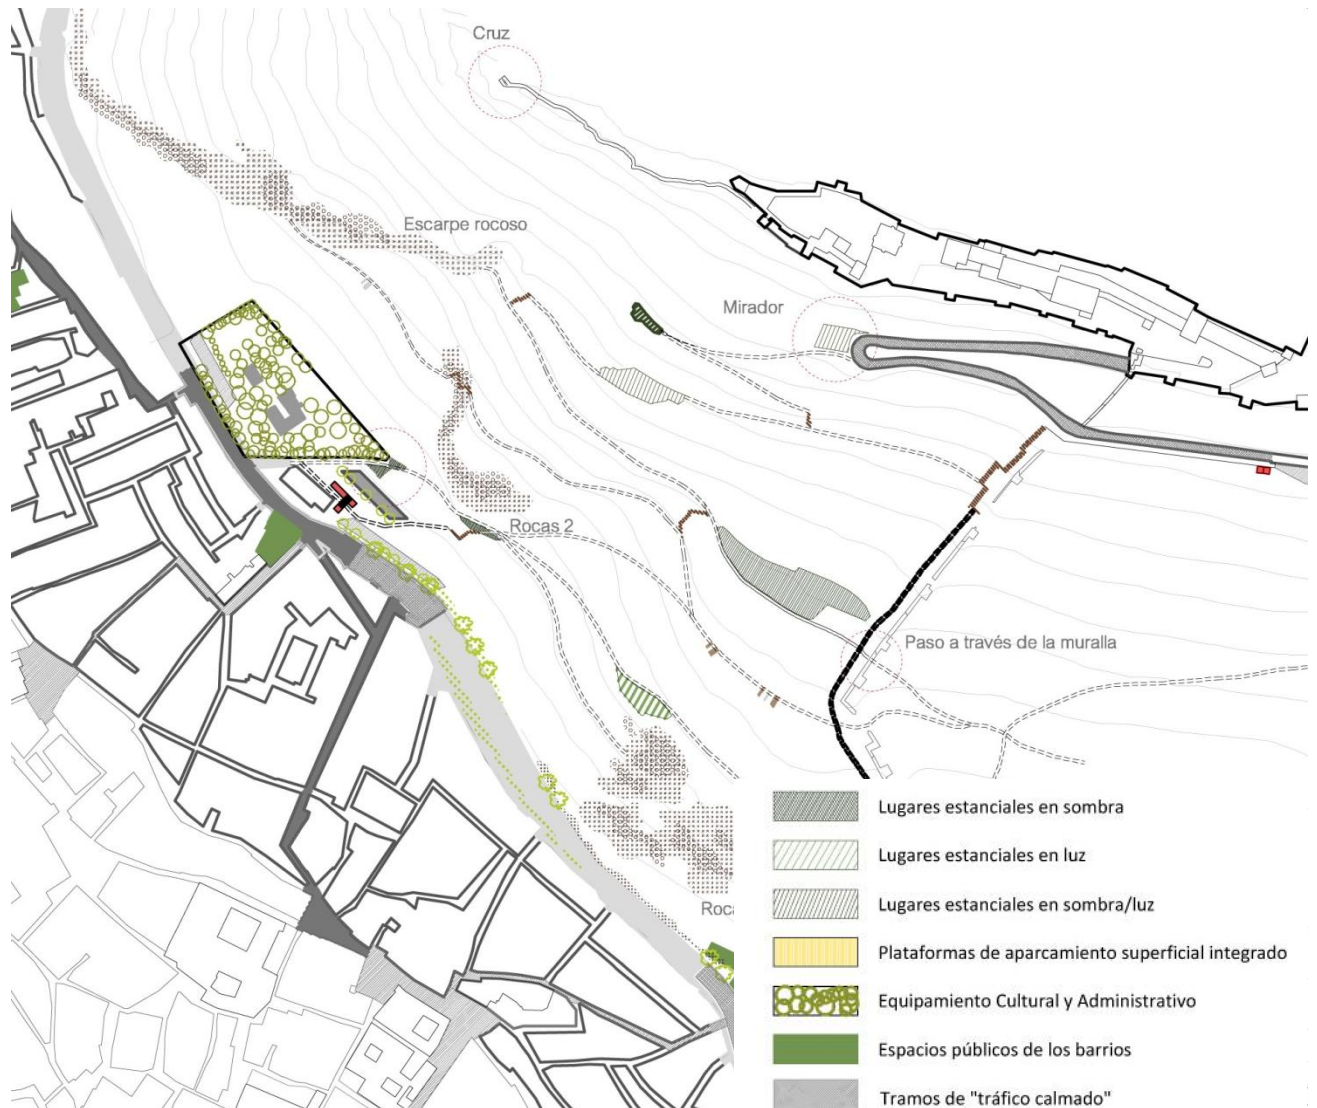 Cruz
Escarpe rocoso
Mirador
Rocas 2
Paso a través de la muralla
Lugares estanciales en sombra
Lugares estanciales en luz
Roca
Lugares estanciales en sombra/luz
Plataformas de aparcamiento superficial integrado
Equipamiento Cultural y Administrativo
Espacios públicos de los barrios
Tramos de "tráfico calmado"